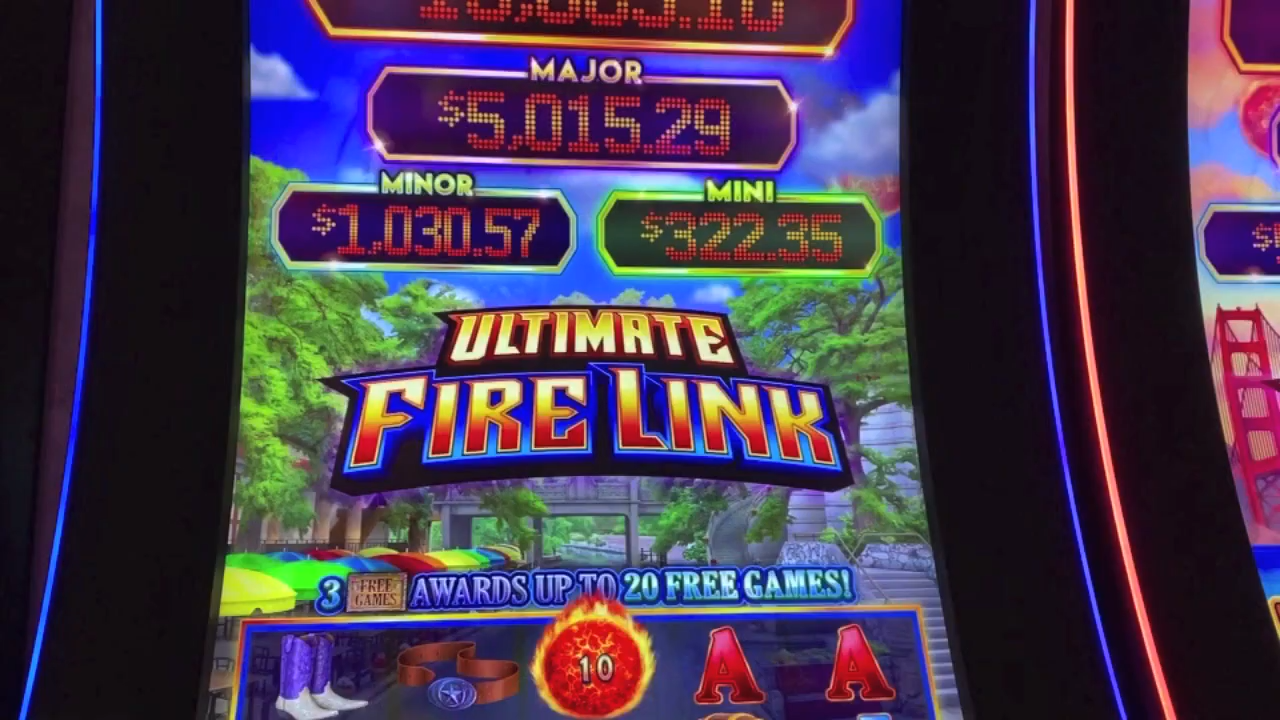 MAJOR
$5,015.29
MINOR
MINI
$1,030.57
$322.35
ULTIMATE
FIRE LINK
3 FREE GAMES AWARDS UP TO 20 FREE GAMES!
10
A A